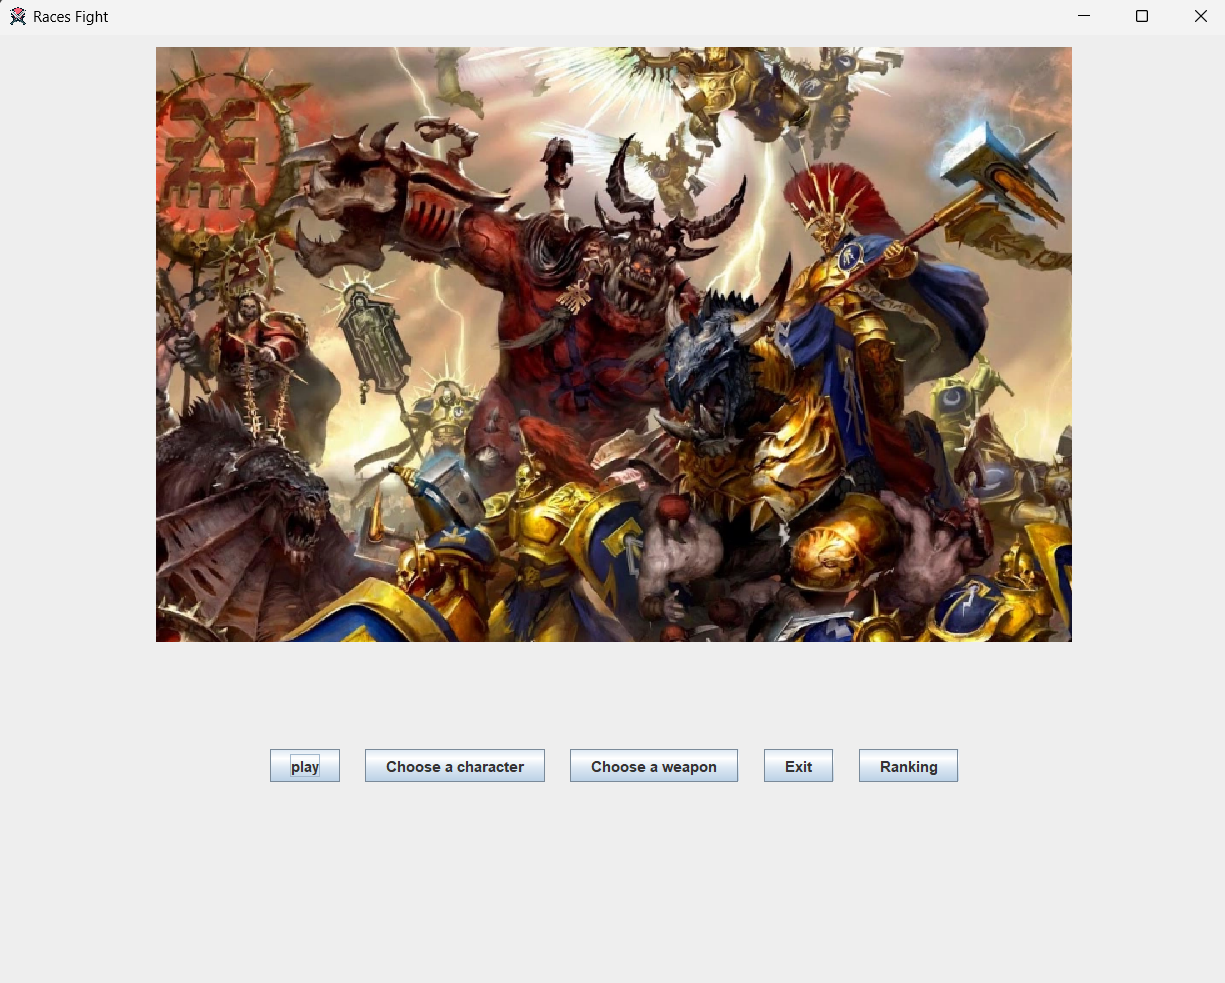 Races Fight
play
Choose a character
Choose a weapon
Exit
Ranking